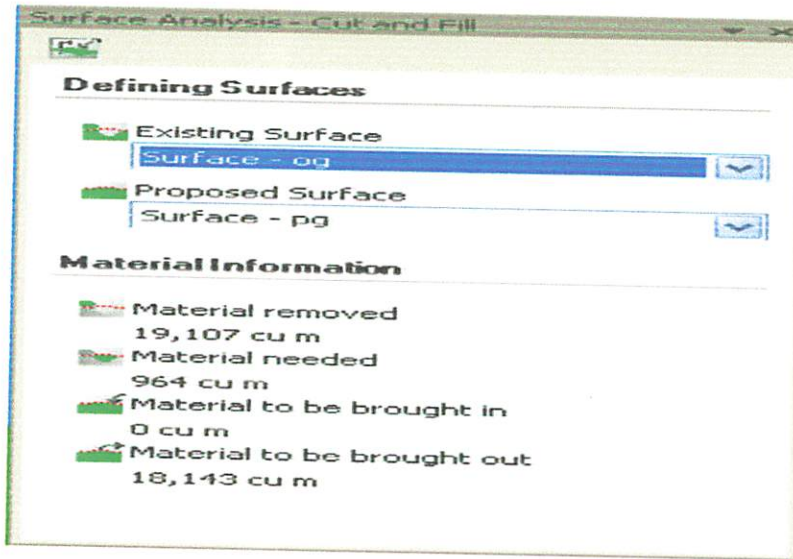 Surface Analysis - Cut and Fill
Defining Surfaces
Existing Surface
Surface - og
Proposed Surface
Surface - pg
Material Information
Material removed
19,107 cu m
Material needed
964 cu m
Material to be brought in
0 cu m
Material to be brought out
18,143 cu m